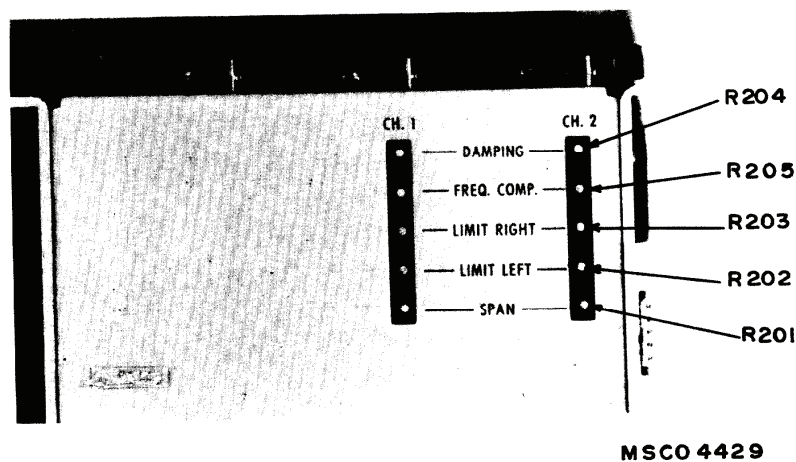 R204
CH. 1 CH. 2
DAMPING
R205
FREQ. COMP.
R203
LIMIT RIGHT
LIMIT LEFT
R202
SPAN
R201
MSCO 4429